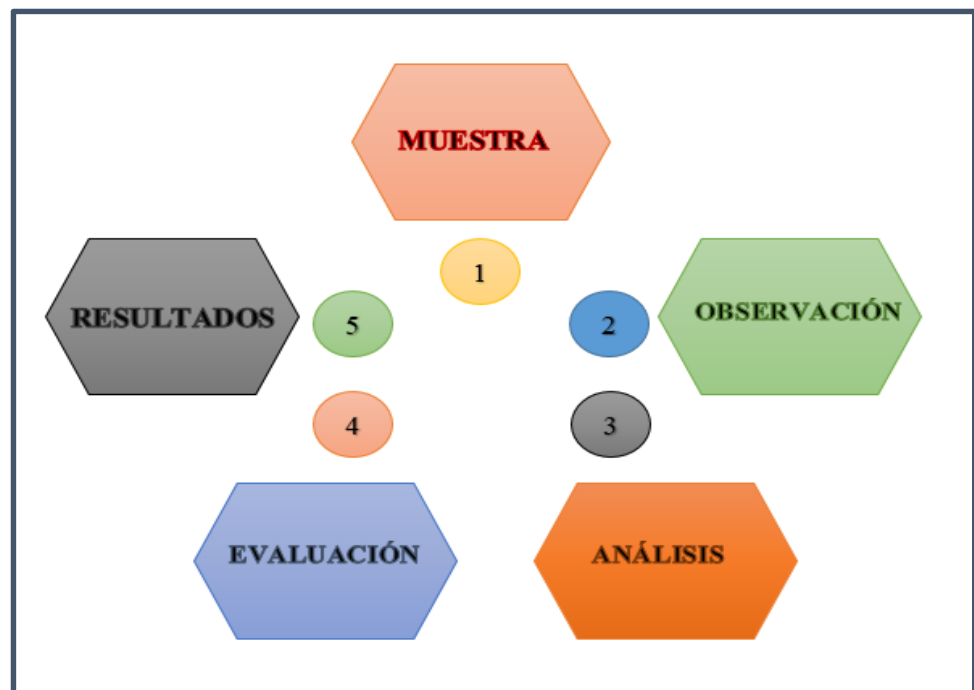 MUESTRA
1
RESULTADOS
5
2
OBSERVACIÓN
4
3
EVALUACIÓN
ANÁLISIS